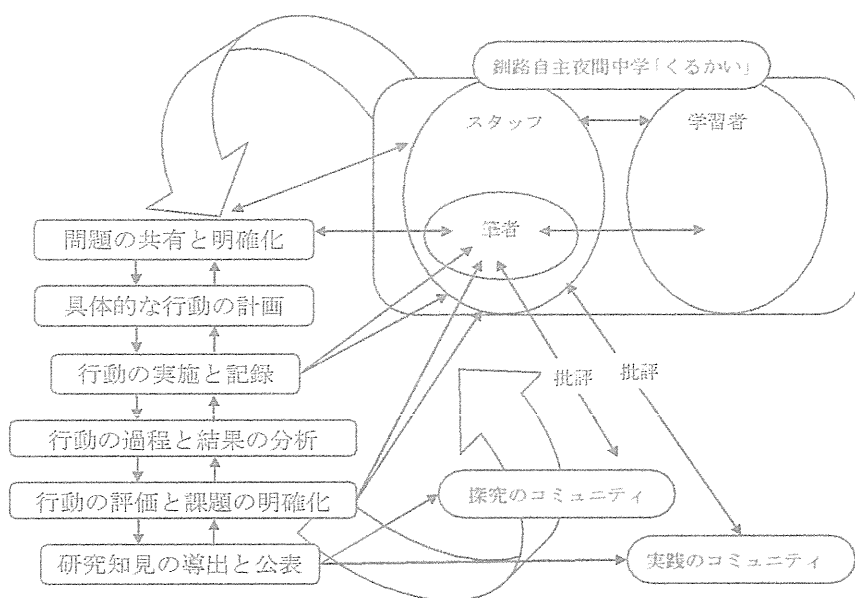 釧路自主夜間中学「くるかい」
スタッフ
学習者
筆者
問題の共有と明確化
具体的な行動の計画
行動の実施と記録
批評
批評
行動の過程と結果の分析
行動の評価と課題の明確化
探究のコミュニティ
研究知見の導出と公表
実践のコミュニティ